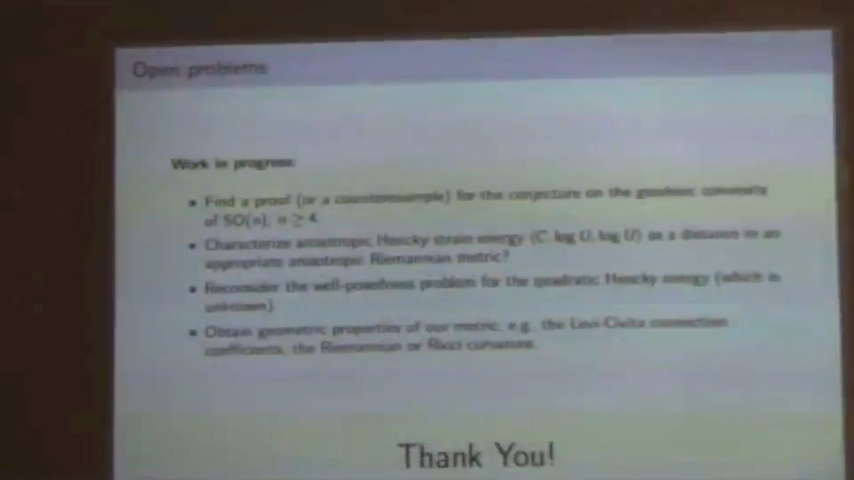 Open problems
Work in progress:
• Find a proof (or a counterexample) for the conjecture on the geodesic convexity
of SO(n), n ≥ 4.
• Characterize anisotropic Hencky strain energy ⟨C. log U, log U⟩ as a distance in an
appropriate anisotropic Riemannian metric?
• Reconsider the well-posedness problem for the quadratic Hencky energy (which is
unknown).
• Obtain geometric properties of our metric, e.g. the Levi-Civita connection
coefficients, the Riemannian or Ricci curvature.
Thank You!